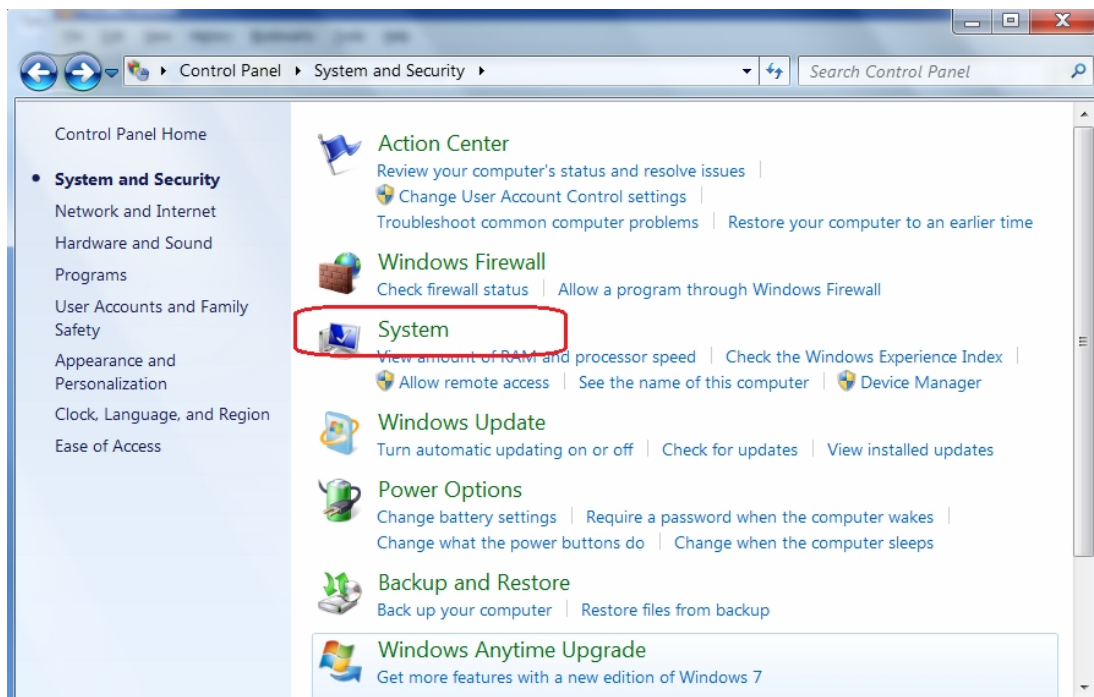 Control Panel ▸ System and Security ▸
Search Control Panel
Control Panel Home
System and Security
Network and Internet
Hardware and Sound
Programs
User Accounts and Family
Safety
Appearance and
Personalization
Clock, Language, and Region
Ease of Access
Action Center
Review your computer's status and resolve issues
Change User Account Control settings
Troubleshoot common computer problems Restore your computer to an earlier time
Windows Firewall
Check firewall status Allow a program through Windows Firewall
System
View amount of RAM and processor speed Check the Windows Experience Index
Allow remote access See the name of this computer Device Manager
Windows Update
Turn automatic updating on or off Check for updates View installed updates
Power Options
Change battery settings Require a password when the computer wakes
Change what the power buttons do Change when the computer sleeps
Backup and Restore
Back up your computer Restore files from backup
Windows Anytime Upgrade
Get more features with a new edition of Windows 7